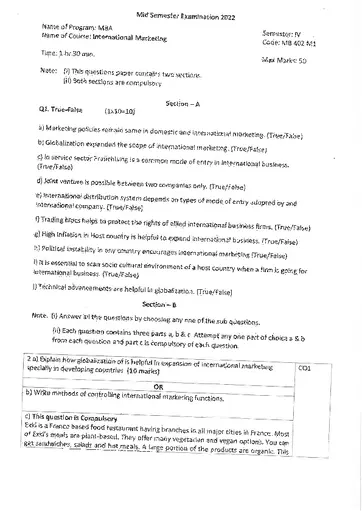 Mid Semester Examination 2022
Name of Program: MBA
Semester: IV
Name of Course: International Marketing
Code: MB 402 M1
Time: 1 hr 30 min.
Max Marks: 50
Note: (i) This questions paper contains two sections.
(ii) Both sections are compulsory
Section – A
Q1. True-False (1x10=10)
a) Marketing policies remain same in domestic and international marketing. (True/False)
b) Globalization expanded the scope of international marketing. (True/False)
c) In service sector Franchising is a common mode of entry in international business.
(True/False)
d) Joint venture is possible between two companies only. (True/False)
e) International distribution system depends on types of mode of entry adopted by and
international company. (True/False)
f) Trading blocs helps to protect the rights of allied international business firms. (True/False)
g) High inflation in Host country is helpful to expand international business. (True/False)
h) Political instability in any country encourages international marketing (True/False)
i) It is essential to scan socio cultural environment of a host country when a firm is going for
international business. (True/False)
j) Technical advancements are helpful in globalization. (True/False)
Section – B
Note. (i) Answer all the questions by choosing any one of the sub questions.
(ii) Each question contains three parts a, b & c. Attempt any one part of choice a & b
from each question and part c is compulsory of each question.
2 a) Explain how globalization of is helpful in expansion of international marketing
specially in developing countries (10 marks)
CO1
OR
b) Write methods of controlling international marketing functions.
c) This question is Compulsory
is a France based food restaurant having branches in all major cities in France. Most
of meals are plant-based. They offer many vegetarian and vegan options. You can
get sandwiches, salads and hot meals. A large portion of the products are organic. This